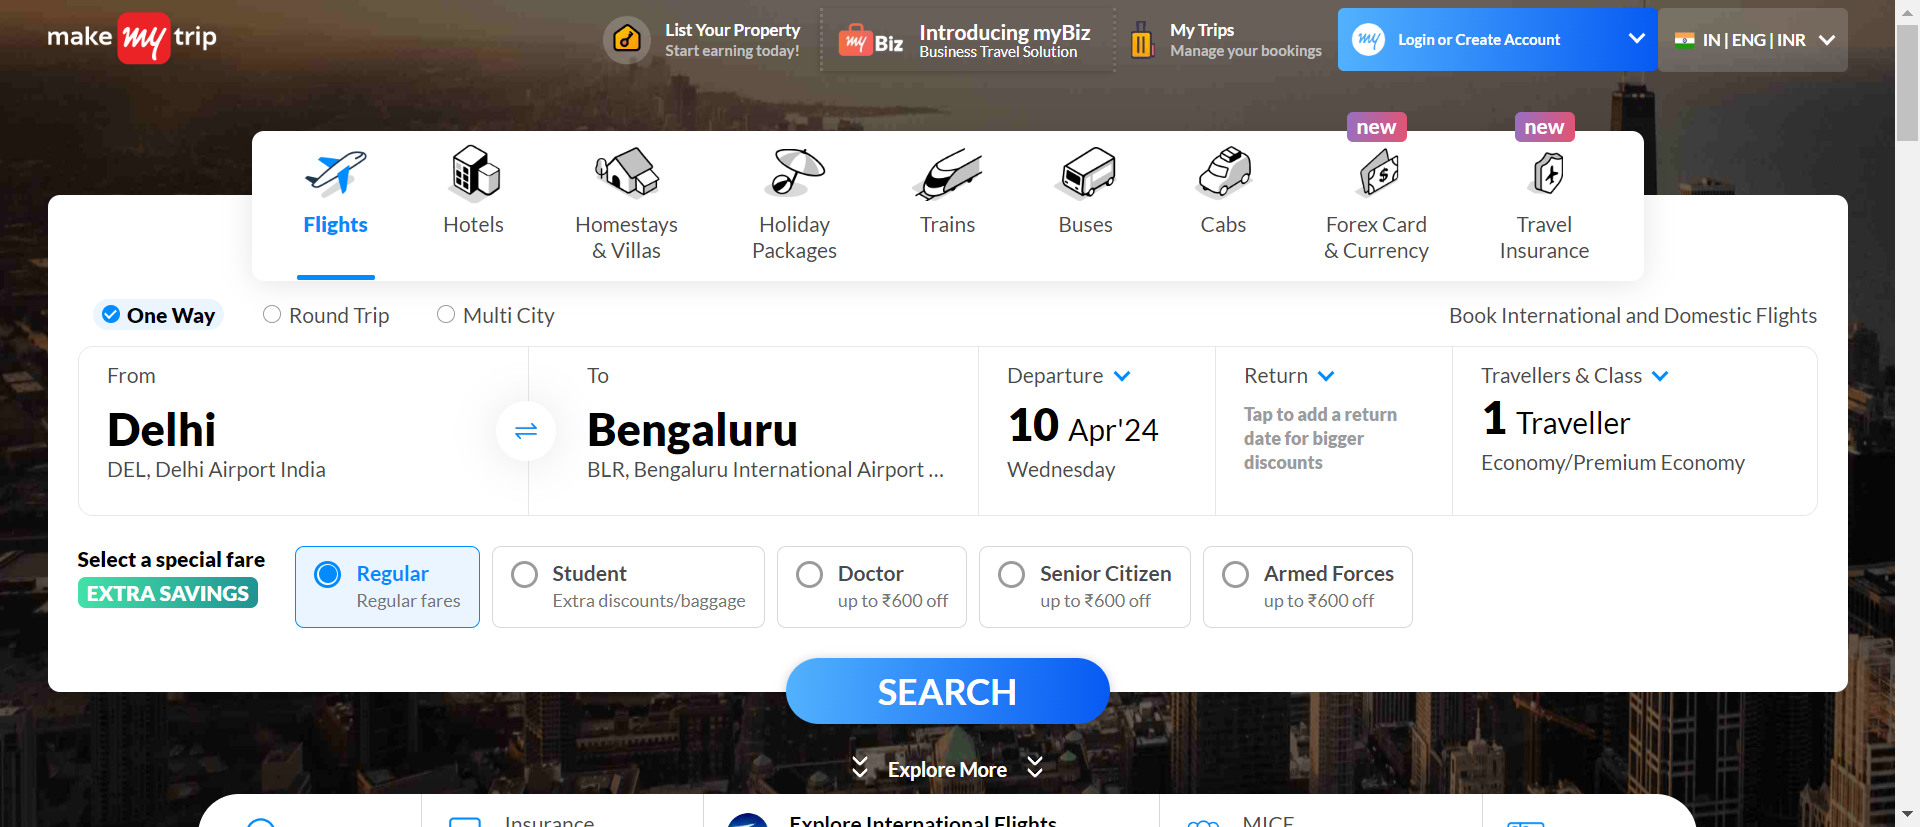 make my trip
List Your Property
Start earning today!
my Biz
Introducing myBiz
Business Travel Solution
My Trips
Manage your bookings
my
Login or Create Account
IN | ENG | INR
new
new
Flights
Hotels
Homestays
& Villas
Holiday
Packages
Trains
Buses
Cabs
Forex Card
& Currency
Travel
Insurance
One Way
Round Trip
Multi City
Book International and Domestic Flights
From
Delhi
DEL, Delhi Airport India
To
Bengaluru
BLR, Bengaluru International Airport ...
Departure
10 Apr'24
Wednesday
Return
Tap to add a return
date for bigger
discounts
Travellers & Class
1 Traveller
Economy/Premium Economy
Select a special fare
EXTRA SAVINGS
Regular
Regular fares
Student
Extra discounts/baggage
Doctor
up to ₹600 off
Senior Citizen
up to ₹600 off
Armed Forces
up to ₹600 off
SEARCH
Explore More
Insurance
Explore International Flights
MICE